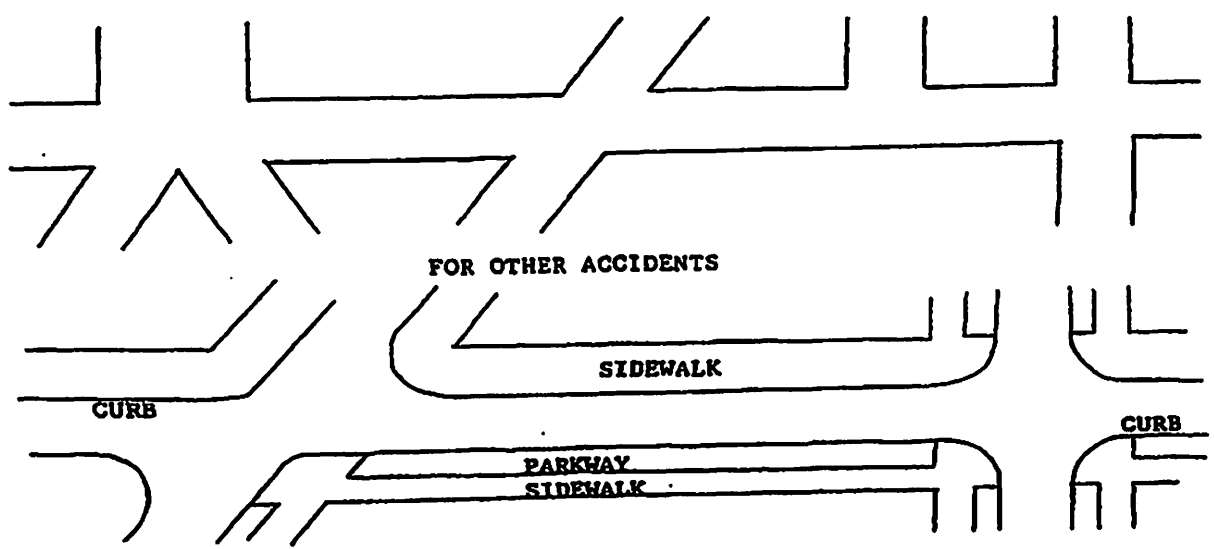 FOR OTHER ACCIDENTS
SIDEWALK
CURB
CURB
PARKWAY
SIDEWALK